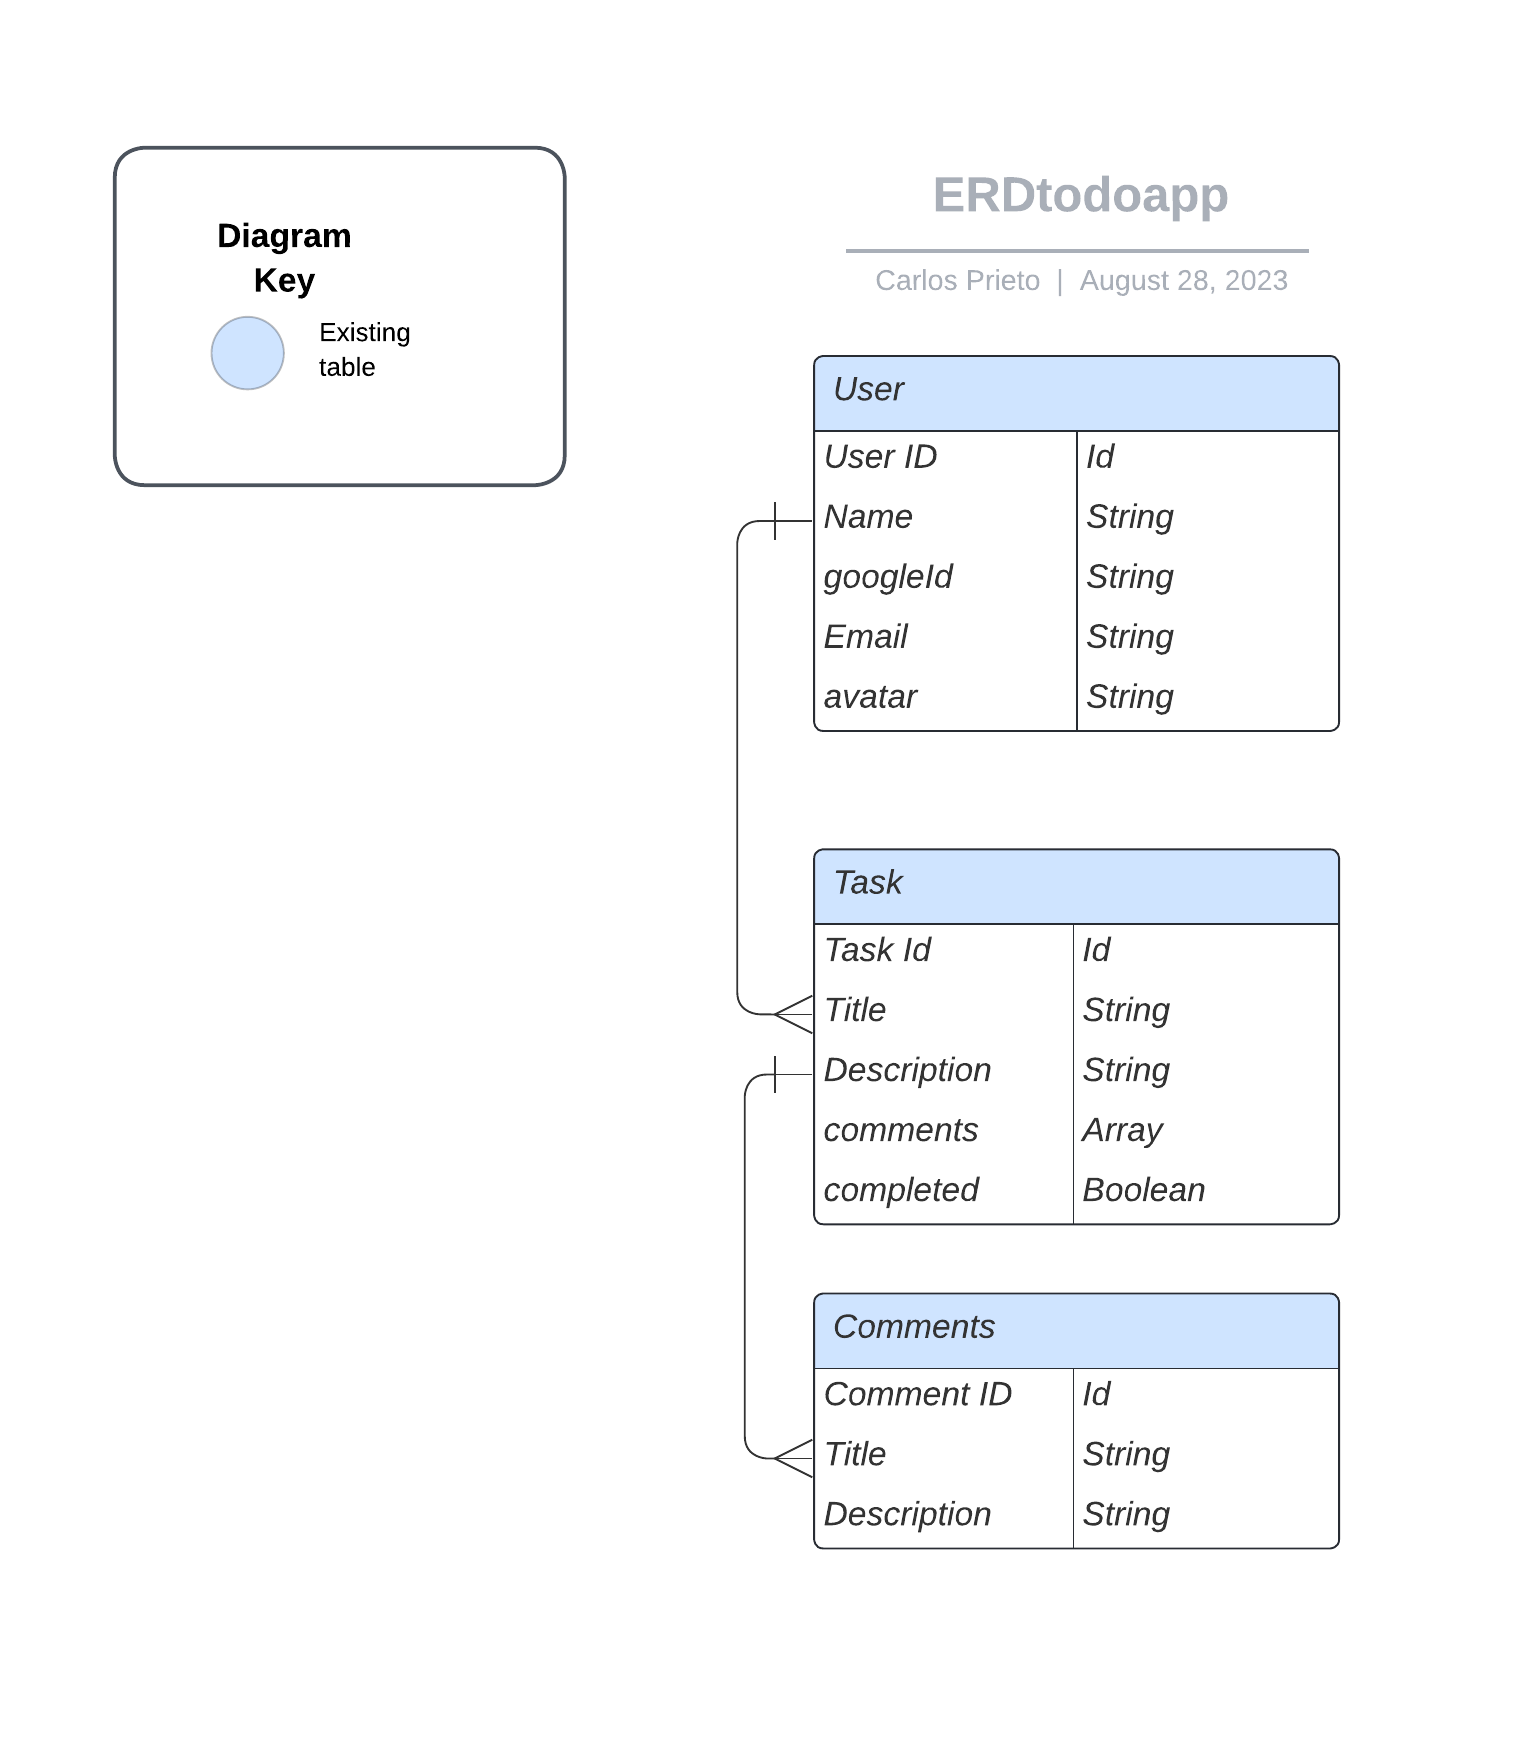 Diagram
Key
Existing
table
ERDtodoapp
Carlos Prieto | August 28, 2023
User
User ID Id
Name String
googleId String
Email String
avatar String
Task
Task Id Id
Title String
Description String
comments Array
completed Boolean
Comments
Comment ID Id
Title String
Description String